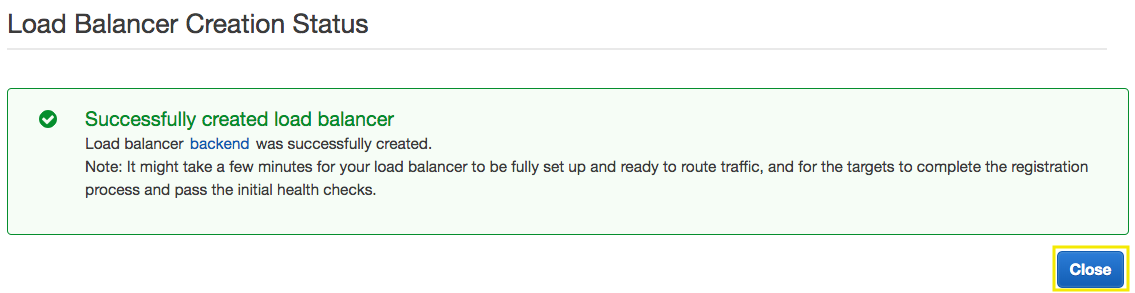 Load Balancer Creation Status
Successfully created load balancer
Load balancer backend was successfully created.
Note: It might take a few minutes for your load balancer to be fully set up and ready to route traffic, and for the targets to complete the registration
process and pass the initial health checks.
Close